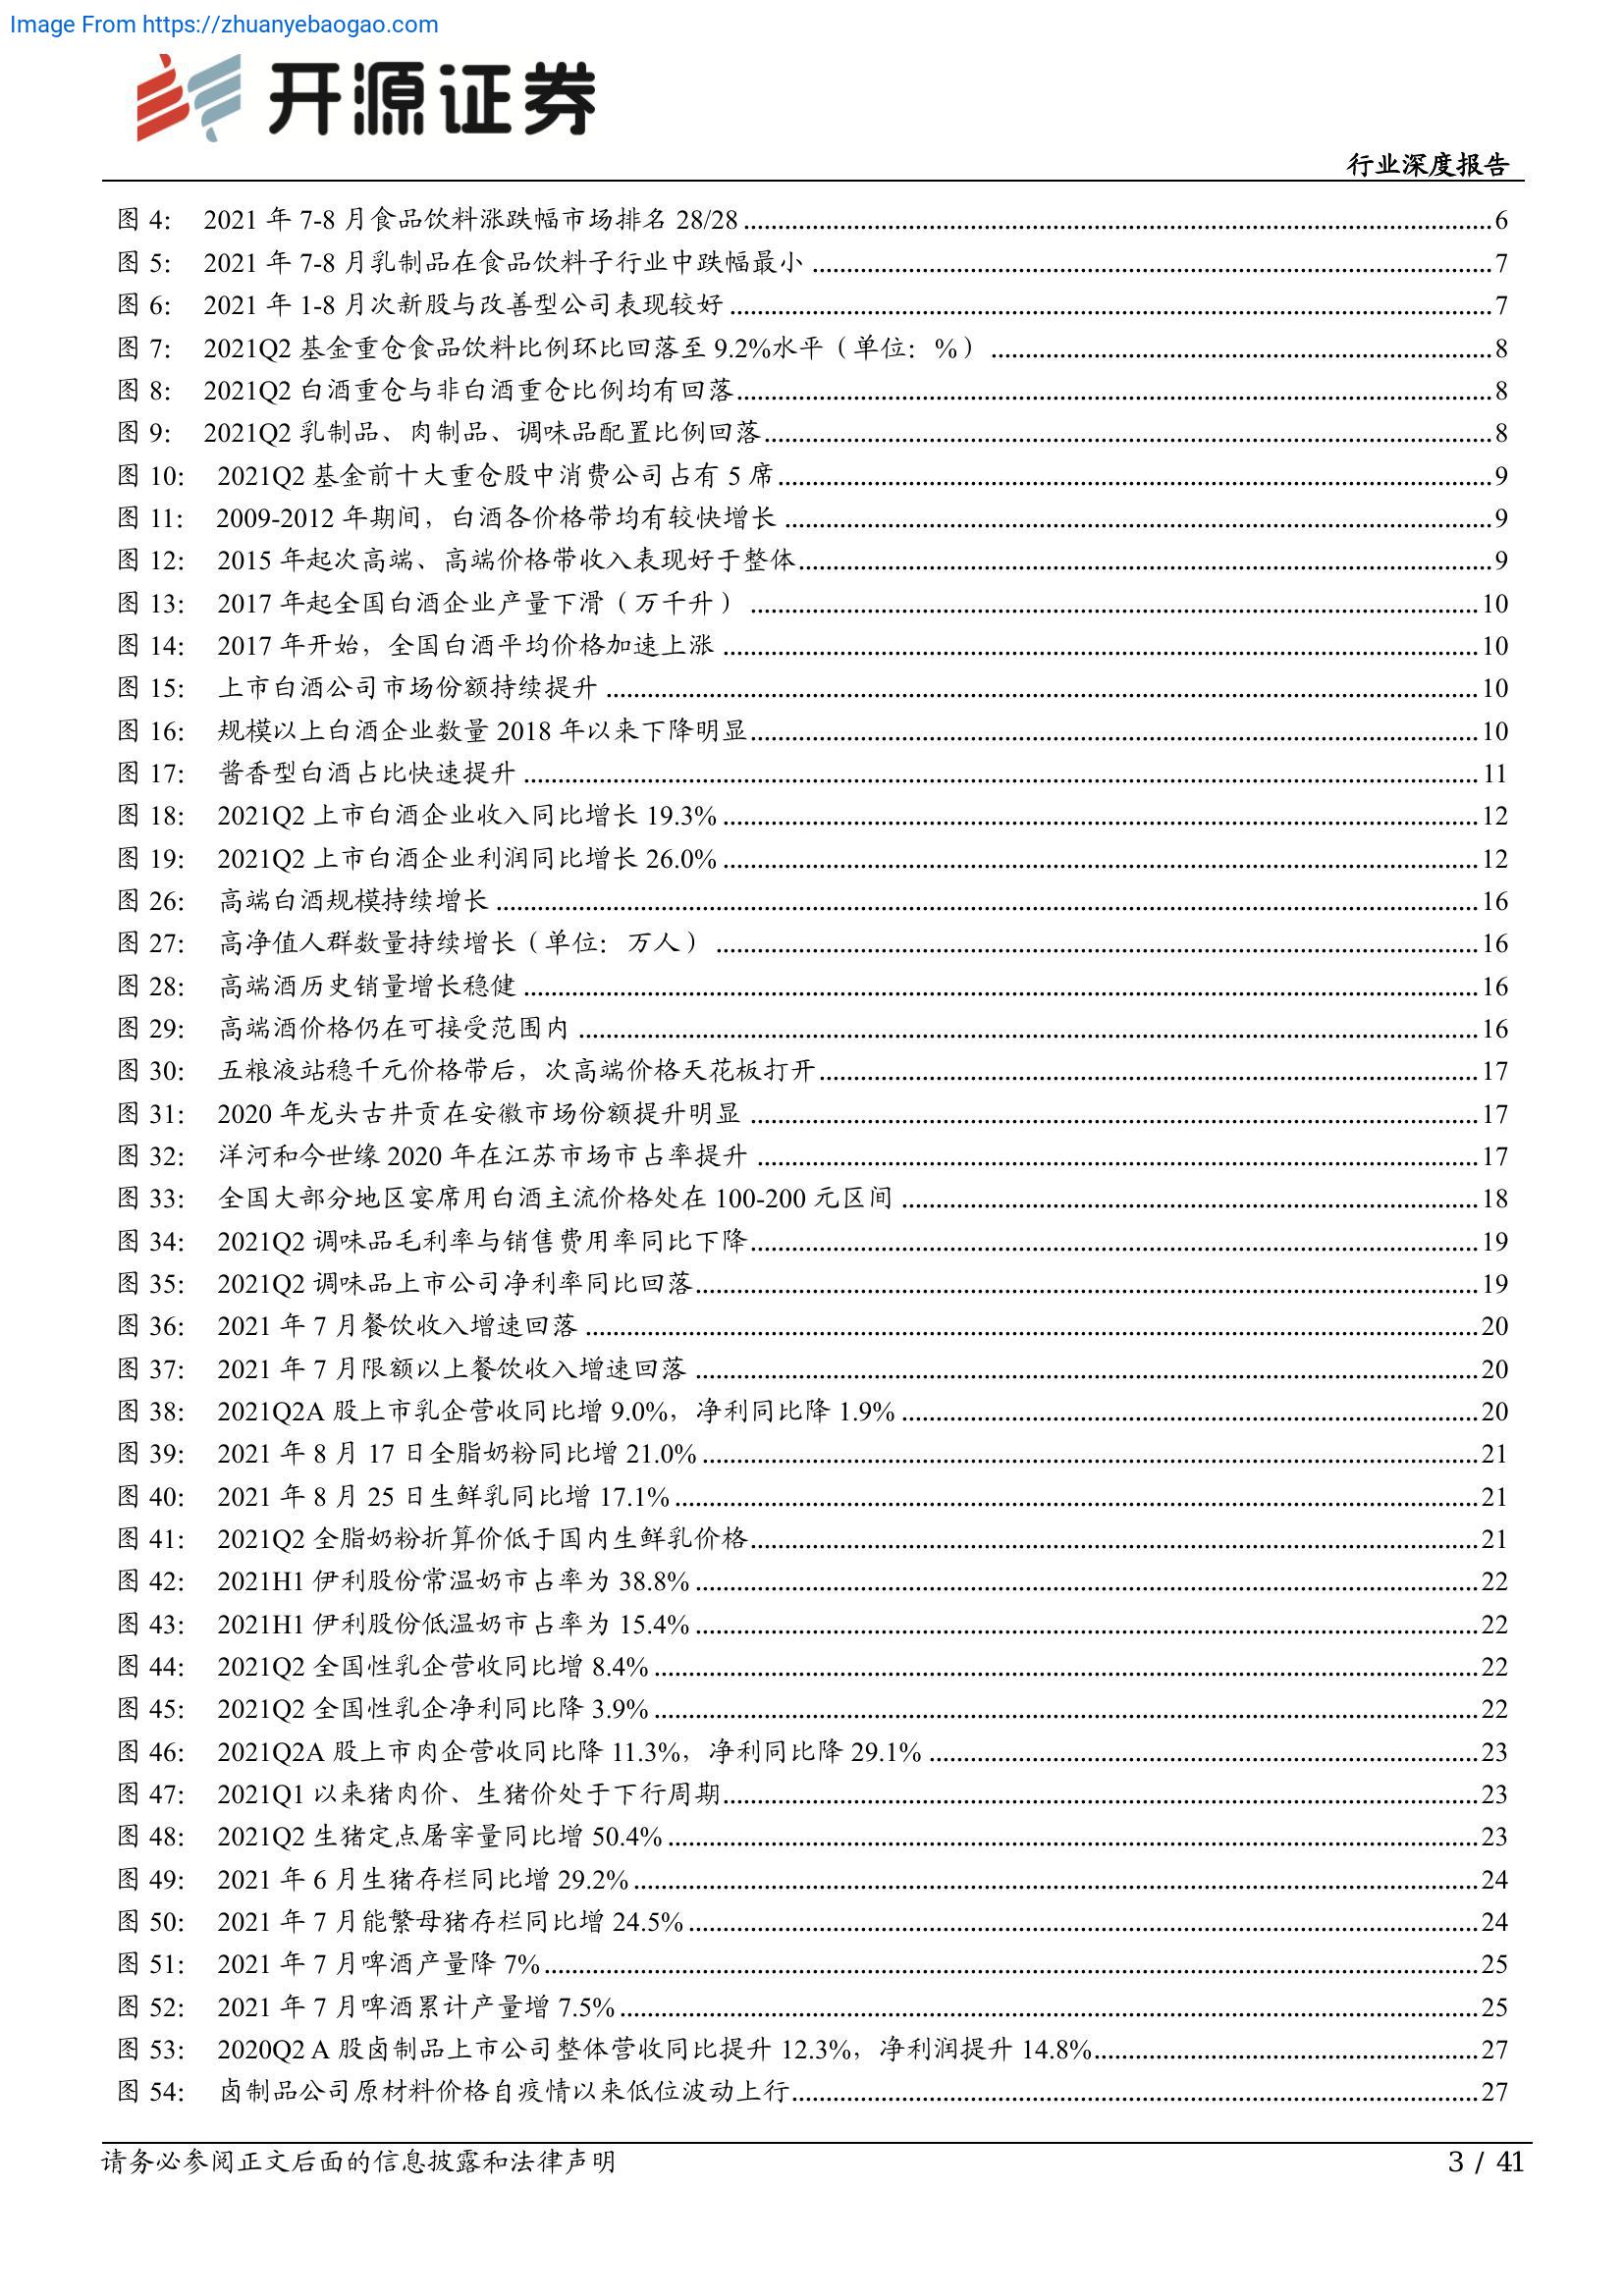 Image From https://zhuanyebaogao.com
开源证券
行业深度报告
图 4: 2021 年 7-8 月食品饮料涨跌幅市场排名 28/28 ........ 6
图 5: 2021 年 7-8 月乳制品在食品饮料子行业中跌幅最小 ........ 7
图 6: 2021 年 1-8 月次新股与改善型公司表现较好 ........ 7
图 7: 2021Q2 基金重仓食品饮料比例环比回落至 9.2%水平（单位：%） ........ 8
图 8: 2021Q2 白酒重仓与非白酒重仓比例均有回落 ........ 8
图 9: 2021Q2 乳制品、肉制品、调味品配置比例回落 ........ 8
图 10: 2021Q2 基金前十大重仓股中消费公司占有 5 席 ........ 9
图 11: 2009-2012 年期间，白酒各价格带均有较快增长 ........ 9
图 12: 2015 年起次高端、高端价格带收入表现好于整体 ........ 9
图 13: 2017 年起全国白酒企业产量下滑（万千升） ........ 10
图 14: 2017 年开始，全国白酒平均价格加速上涨 ........ 10
图 15: 上市白酒公司市场份额持续提升 ........ 10
图 16: 规模以上白酒企业数量 2018 年以来下降明显 ........ 10
图 17: 酱香型白酒占比快速提升 ........ 11
图 18: 2021Q2 上市白酒企业收入同比增长 19.3% ........ 12
图 19: 2021Q2 上市白酒企业利润同比增长 26.0% ........ 12
图 26: 高端白酒规模持续增长 ........ 16
图 27: 高净值人群数量持续增长（单位：万人） ........ 16
图 28: 高端酒历史销量增长稳健 ........ 16
图 29: 高端酒价格仍在可接受范围内 ........ 16
图 30: 五粮液站稳千元价格带后，次高端价格天花板打开 ........ 17
图 31: 2020 年龙头古井贡在安徽市场份额提升明显 ........ 17
图 32: 洋河和今世缘 2020 年在江苏市场市占率提升 ........ 17
图 33: 全国大部分地区宴席用白酒主流价格处在 100-200 元区间 ........ 18
图 34: 2021Q2 调味品毛利率与销售费用率同比下降 ........ 19
图 35: 2021Q2 调味品上市公司净利率同比回落 ........ 19
图 36: 2021 年 7 月餐饮收入增速回落 ........ 20
图 37: 2021 年 7 月限额以上餐饮收入增速回落 ........ 20
图 38: 2021Q2A 股上市乳企营收同比增 9.0%，净利同比降 1.9% ........ 20
图 39: 2021 年 8 月 17 日全脂奶粉同比增 21.0% ........ 21
图 40: 2021 年 8 月 25 日生鲜乳同比增 17.1% ........ 21
图 41: 2021Q2 全脂奶粉折算价低于国内生鲜乳价格 ........ 21
图 42: 2021H1 伊利股份常温奶市占率为 38.8% ........ 22
图 43: 2021H1 伊利股份低温奶市占率为 15.4% ........ 22
图 44: 2021Q2 全国性乳企营收同比增 8.4% ........ 22
图 45: 2021Q2 全国性乳企净利同比降 3.9% ........ 22
图 46: 2021Q2A 股上市肉企营收同比降 11.3%，净利同比降 29.1% ........ 23
图 47: 2021Q1 以来猪肉价、生猪价处于下行周期 ........ 23
图 48: 2021Q2 生猪定点屠宰量同比增 50.4% ........ 23
图 49: 2021 年 6 月生猪存栏同比增 29.2% ........ 24
图 50: 2021 年 7 月能繁母猪存栏同比增 24.5% ........ 24
图 51: 2021 年 7 月啤酒产量降 7% ........ 25
图 52: 2021 年 7 月啤酒累计产量增 7.5% ........ 25
图 53: 2020Q2 A 股卤制品上市公司整体营收同比提升 12.3%，净利润提升 14.8% ........ 27
图 54: 卤制品公司原材料价格自疫情以来低位波动上行 ........ 27
请务必参阅正文后面的信息披露和法律声明
3 / 41